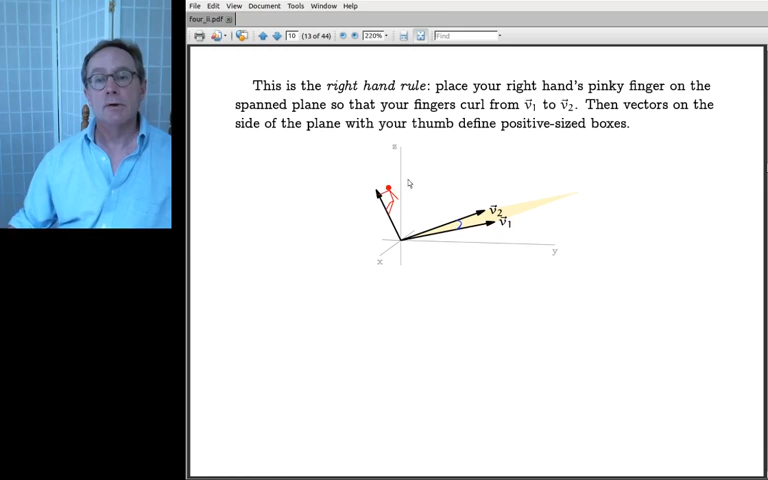 File Edit View Document Tools Window Help
four_ii.pdf
10 (13 of 44) 220% Find
This is the right hand rule: place your right hand's pinky finger on the
spanned plane so that your fingers curl from v⃗₁ to v⃗₂. Then vectors on the
side of the plane with your thumb define positive-sized boxes.
z
v⃗₂
v⃗₁
y
x